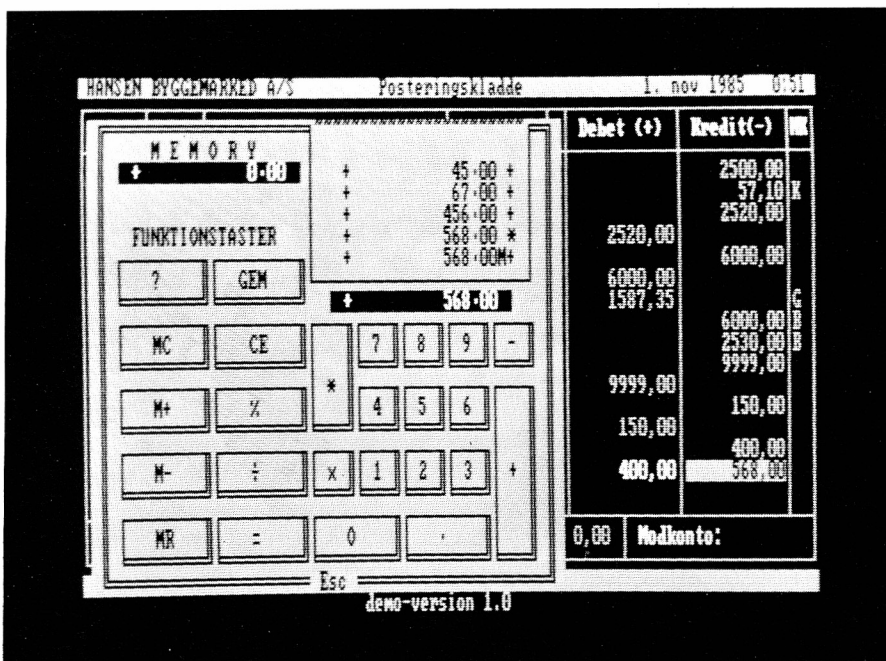 HANSEN BYGGEMARKED A/S Posteringskladde 1. nov 1985 0:51
MEMORY
+ 0·00
FUNKTIONSTASTER
? GEM
MC CE
M+ %
M- ÷
MR =
+ 45·00 +
+ 67·00 +
+ 456·00 +
+ 568·00 *
+ 568·00M+
+ 568·00
* 7 8 9 -
4 5 6
x 1 2 3 +
0 ·
Esc
Debet (+) Kredit(-) MK
2500,00
57,10 K
2520,00
2520,00
6000,00
6000,00
1587,35 G
6000,00 B
2530,00 B
9999,00
9999,00
150,00
150,00
400,00
400,00 568,00
0,00 Modkonto:
demo-version 1.0